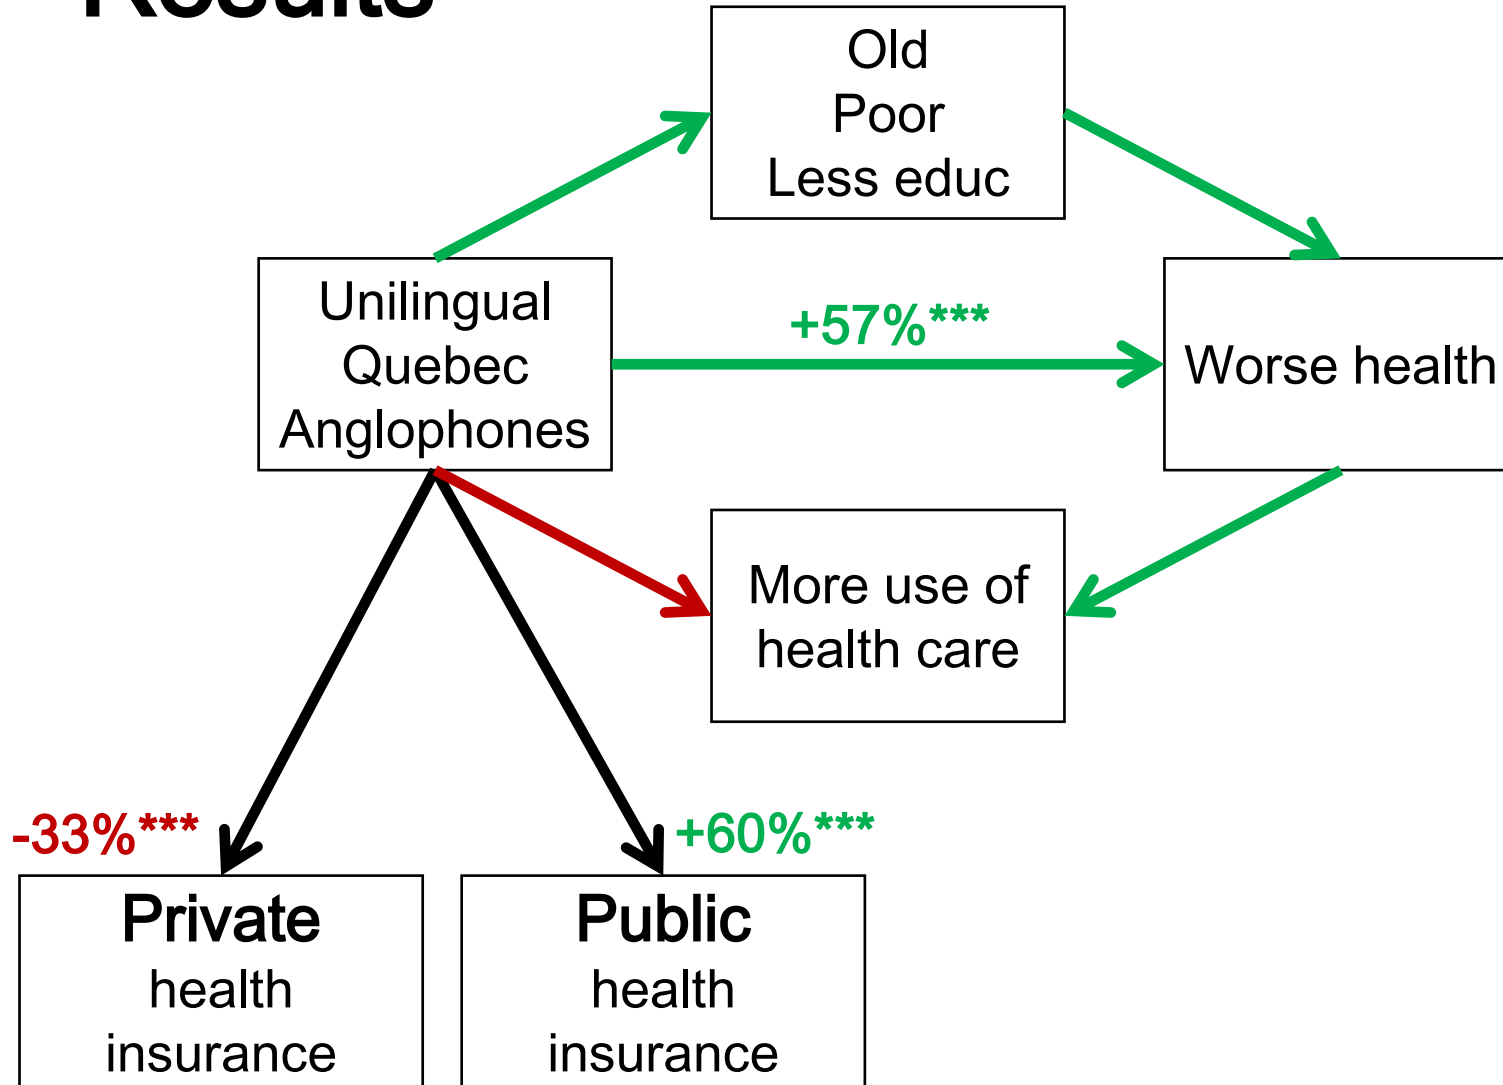 Results
Old
Poor
Less educ
Unilingual
Quebec
Anglophones
+57%***
Worse health
More use of
health care
-33%***
+60%***
Private
health
insurance
Public
health
insurance